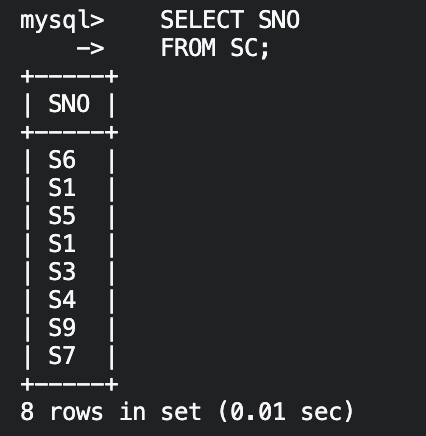 mysql>    SELECT SNO
    ->    FROM SC;
+-----+
| SNO |
+-----+
| S6  |
| S1  |
| S5  |
| S1  |
| S3  |
| S4  |
| S9  |
| S7  |
+-----+
8 rows in set (0.01 sec)